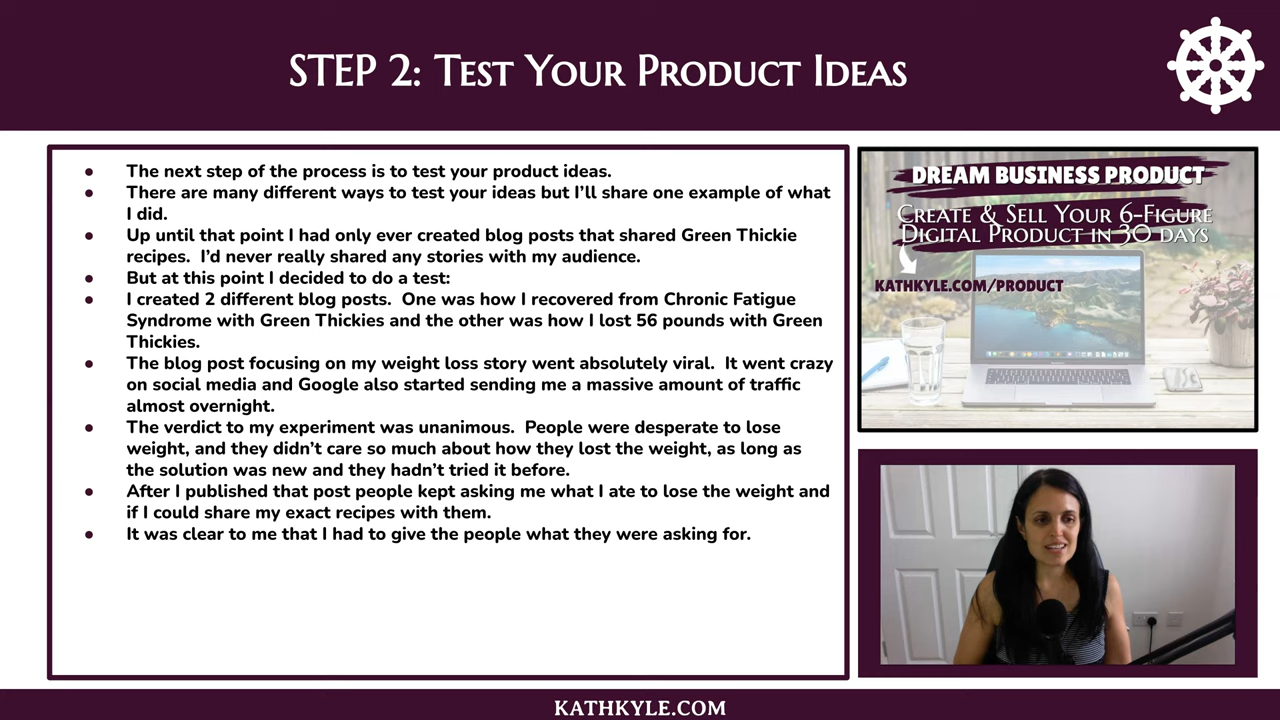 STEP 2: Test Your Product Ideas
● The next step of the process is to test your product ideas.
● There are many different ways to test your ideas but I’ll share one example of what
I did.
● Up until that point I had only ever created blog posts that shared Green Thickie
recipes.  I’d never really shared any stories with my audience.
● But at this point I decided to do a test:
● I created 2 different blog posts.  One was how I recovered from Chronic Fatigue
Syndrome with Green Thickies and the other was how I lost 56 pounds with Green
Thickies.
● The blog post focusing on my weight loss story went absolutely viral.  It went crazy
on social media and Google also started sending me a massive amount of traffic
almost overnight.
● The verdict to my experiment was unanimous.  People were desperate to lose
weight, and they didn’t care so much about how they lost the weight, as long as
the solution was new and they hadn’t tried it before.
● After I published that post people kept asking me what I ate to lose the weight and
if I could share my exact recipes with them.
● It was clear to me that I had to give the people what they were asking for.
DREAM BUSINESS PRODUCT
Create & Sell Your 6-Figure
Digital Product in 30 days
KATHKYLE.COM/PRODUCT
KATHKYLE.COM